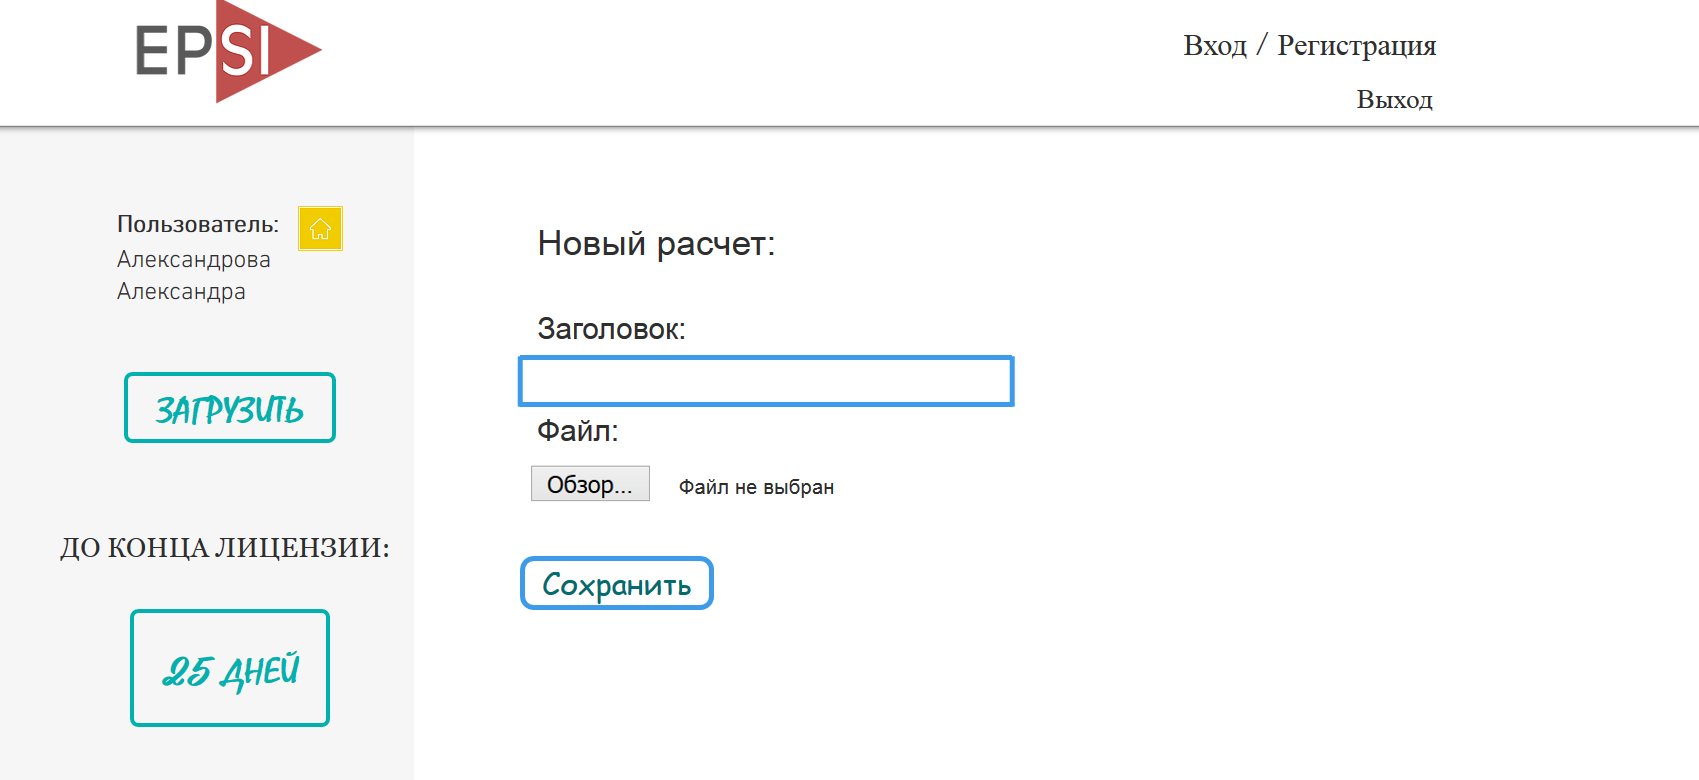 EPSI
Вход / Регистрация
Выход
Пользователь:
Александрова
Александра
ЗАГРУЗИТЬ
ДО КОНЦА ЛИЦЕНЗИИ:
25 ДНЕЙ
Новый расчет:
Заголовок:
Файл:
Обзор... Файл не выбран
Сохранить